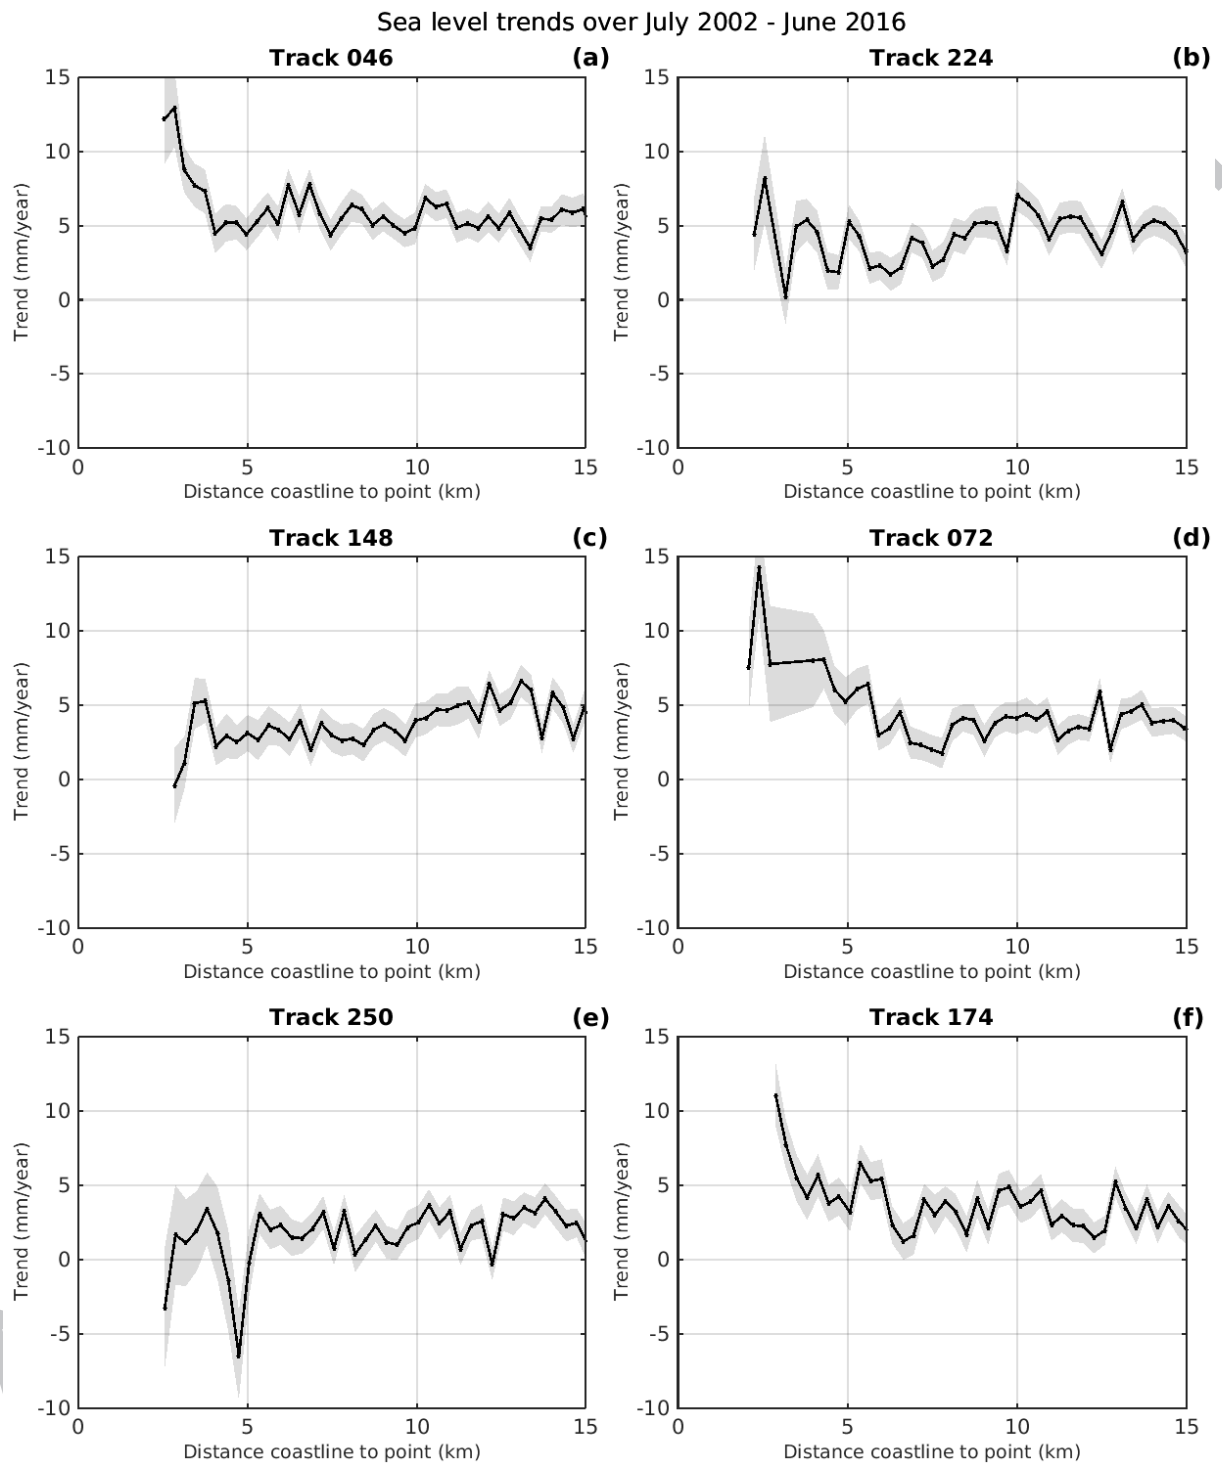 Sea level trends over July 2002 - June 2016
Track 046 (a)
Track 224 (b)
15
10
5
0
-5
-10
Trend (mm/year)
0 5 10 15
Distance coastline to point (km)
15
10
5
0
-5
-10
Trend (mm/year)
0 5 10 15
Distance coastline to point (km)
Track 148 (c)
Track 072 (d)
15
10
5
0
-5
-10
Trend (mm/year)
0 5 10 15
Distance coastline to point (km)
15
10
5
0
-5
-10
Trend (mm/year)
0 5 10 15
Distance coastline to point (km)
Track 250 (e)
Track 174 (f)
15
10
5
0
-5
-10
Trend (mm/year)
0 5 10 15
Distance coastline to point (km)
15
10
5
0
-5
-10
Trend (mm/year)
0 5 10 15
Distance coastline to point (km)